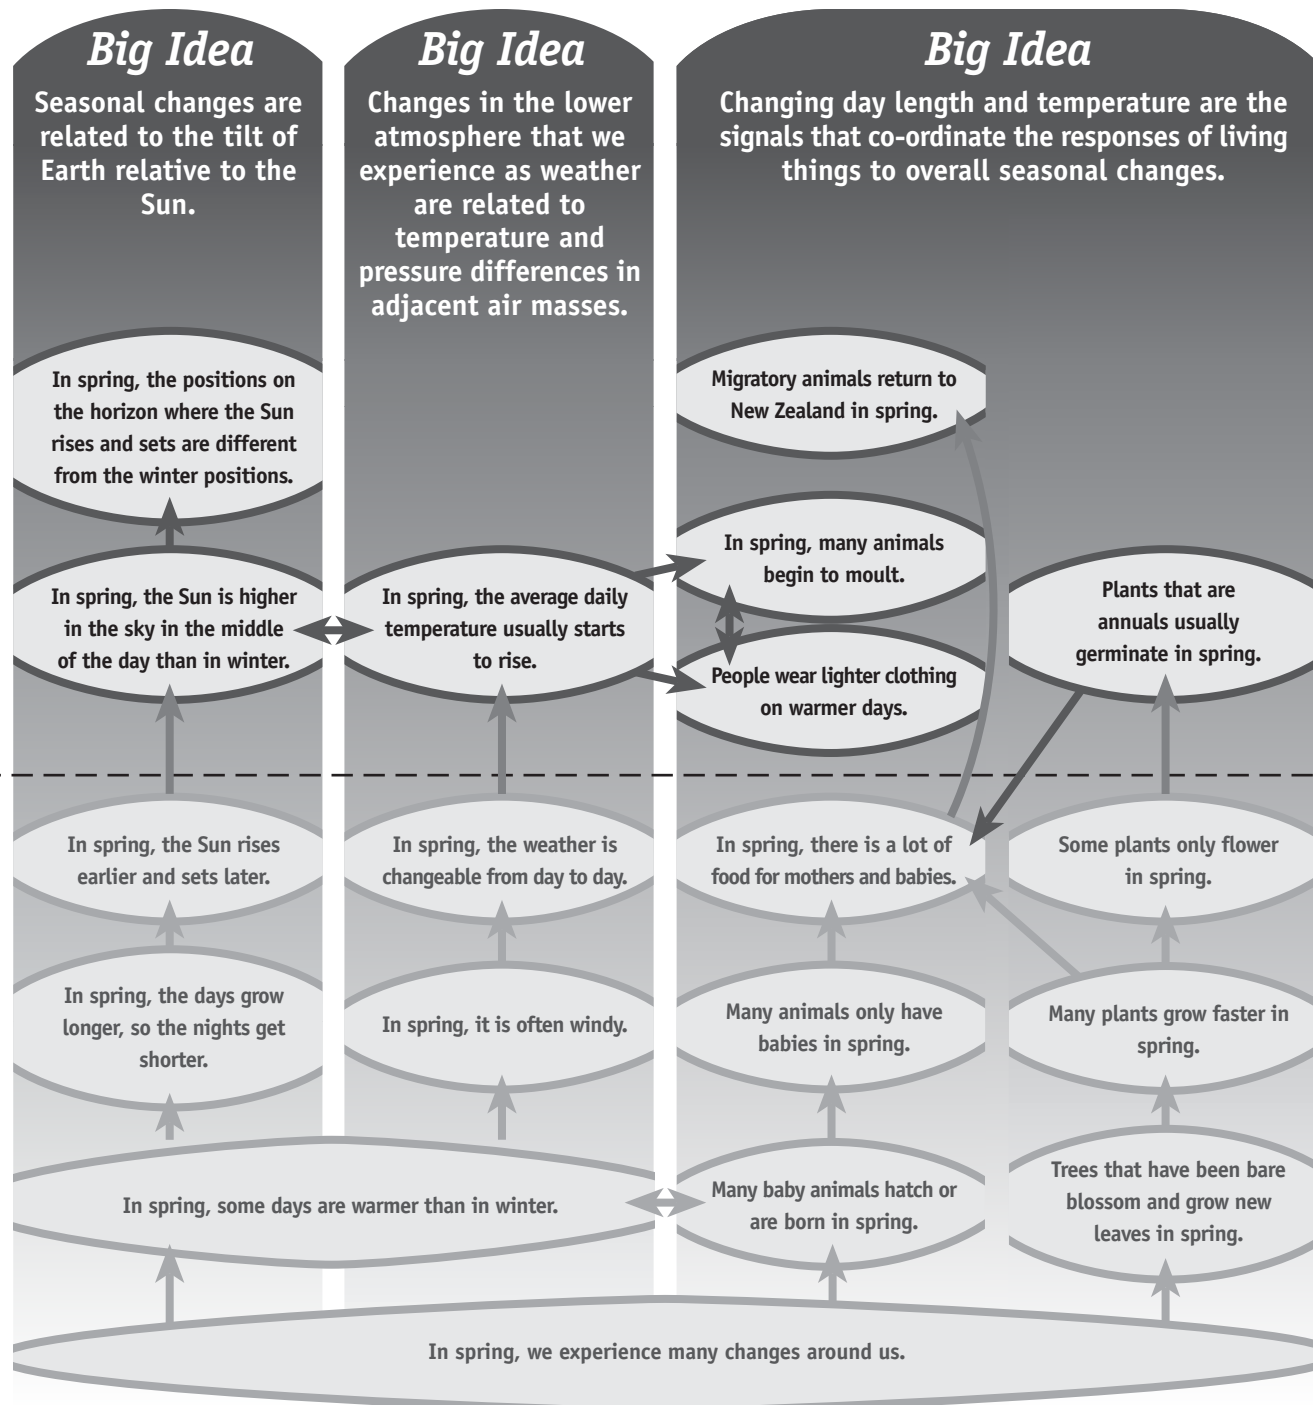 Big Idea
Seasonal changes are
related to the tilt of
Earth relative to the
Sun.
Big Idea
Changes in the lower
atmosphere that we
experience as weather
are related to
temperature and
pressure differences in
adjacent air masses.
Big Idea
Changing day length and temperature are the
signals that co-ordinate the responses of living
things to overall seasonal changes.
In spring, the positions on
the horizon where the Sun
rises and sets are different
from the winter positions.
Migratory animals return to
New Zealand in spring.
In spring, many animals
begin to moult.
In spring, the Sun is higher
in the sky in the middle
of the day than in winter.
In spring, the average daily
temperature usually starts
to rise.
People wear lighter clothing
on warmer days.
Plants that are
annuals usually
germinate in spring.
In spring, the Sun rises
earlier and sets later.
In spring, the weather is
changeable from day to day.
In spring, there is a lot of
food for mothers and babies.
Some plants only flower
in spring.
In spring, the days grow
longer, so the nights get
shorter.
In spring, it is often windy.
Many animals only have
babies in spring.
Many plants grow faster in
spring.
In spring, some days are warmer than in winter.
Many baby animals hatch or
are born in spring.
Trees that have been bare
blossom and grow new
leaves in spring.
In spring, we experience many changes around us.